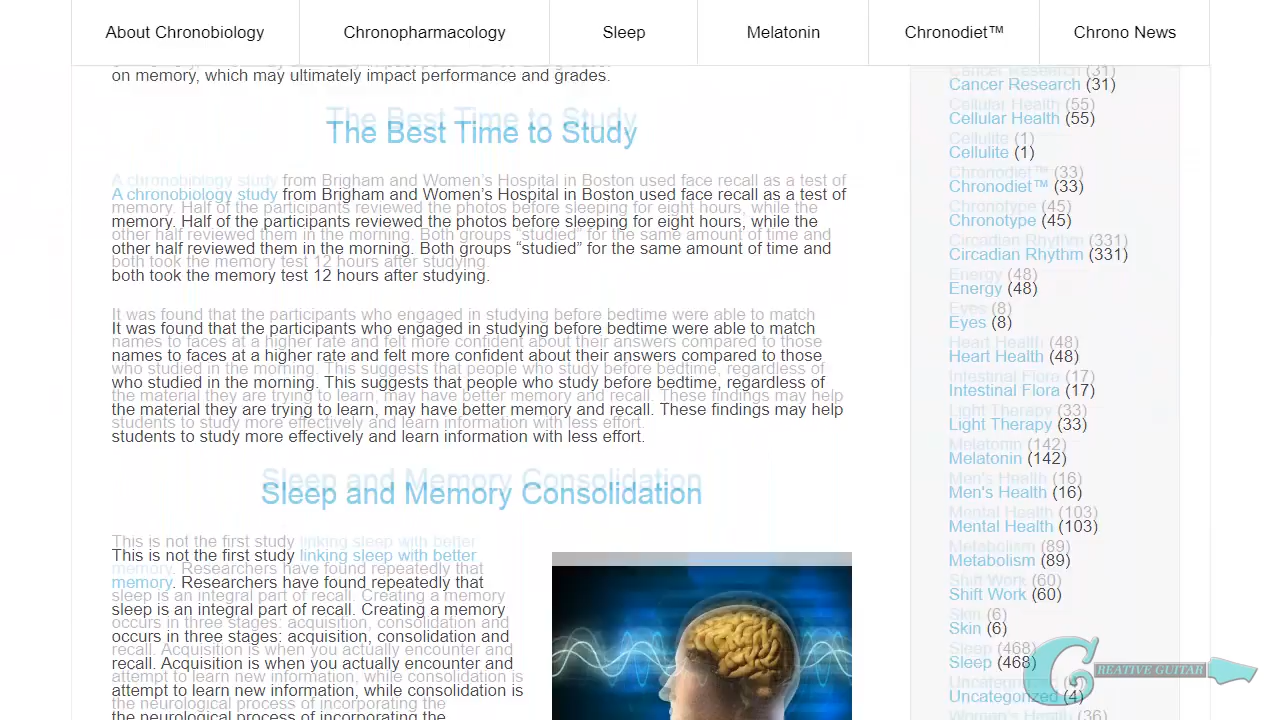 About Chronobiology
Chronopharmacology
Sleep
Melatonin
Chronodiet™
Chrono News
on memory, which may ultimately impact performance and grades.
The Best Time to Study
A chronobiology study from Brigham and Women's Hospital in Boston used face recall as a test of
memory. Half of the participants reviewed the photos before sleeping for eight hours, while the
other half reviewed them in the morning. Both groups “studied” for the same amount of time and
both took the memory test 12 hours after studying.
It was found that the participants who engaged in studying before bedtime were able to match
names to faces at a higher rate and felt more confident about their answers compared to those
who studied in the morning. This suggests that people who study before bedtime, regardless of
the material they are trying to learn, may have better memory and recall. These findings may help
students to study more effectively and learn information with less effort.
Sleep and Memory Consolidation
This is not the first study linking sleep with better
memory. Researchers have found repeatedly that
sleep is an integral part of recall. Creating a memory
occurs in three stages: acquisition, consolidation and
recall. Acquisition is when you actually encounter and
attempt to learn new information, while consolidation is
the neurological process of incorporating the
Cancer Research (31)
Cellular Health (55)
Cellulite (1)
Chronodiet™ (33)
Chronotype (45)
Circadian Rhythm (331)
Energy (48)
Eyes (8)
Heart Health (48)
Intestinal Flora (17)
Light Therapy (33)
Melatonin (142)
Men's Health (16)
Mental Health (103)
Metabolism (89)
Shift Work (60)
Skin (6)
Sleep (468)
Uncategorized (4)
Women's Health (36)
CREATIVE GUITAR